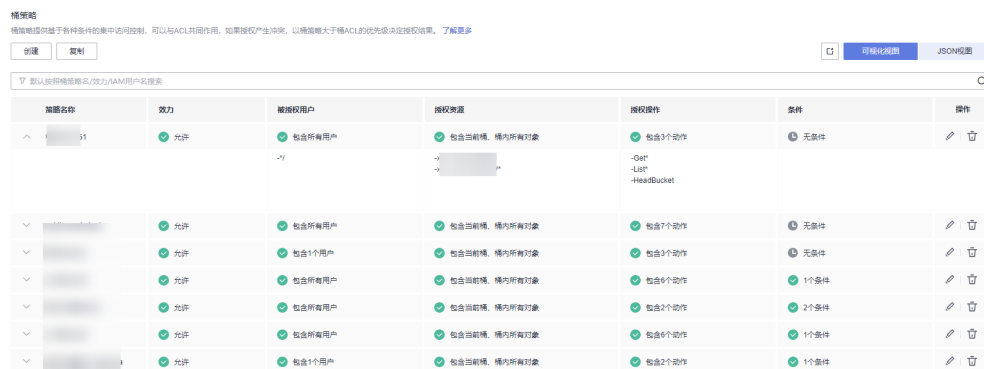 桶策略
桶策略提供基于各种条件的集中访问控制，可以与ACL共同作用，如果授权产生冲突，以桶策略大于桶ACL的优先级决定授权结果。 了解更多
创建 复制 可视化视图 JSON视图
默认按照桶策略名/效力/IAM用户名搜索
策略名称 效力 被授权用户 授权资源 授权操作 条件 操作
51 允许 包含所有用户 包含当前桶、桶内所有对象 包含3个动作 无条件
-*/ -Get*
/* -List*
-HeadBucket
允许 包含所有用户 包含当前桶、桶内所有对象 包含7个动作 无条件
允许 包含1个用户 包含当前桶、桶内所有对象 包含3个动作 无条件
允许 包含所有用户 包含当前桶、桶内所有对象 包含6个动作 1个条件
允许 包含所有用户 包含当前桶、桶内所有对象 包含2个动作 2个条件
允许 包含所有用户 包含当前桶、桶内所有对象 包含6个动作 1个条件
允许 包含1个用户 包含当前桶、桶内所有对象 包含2个动作 1个条件